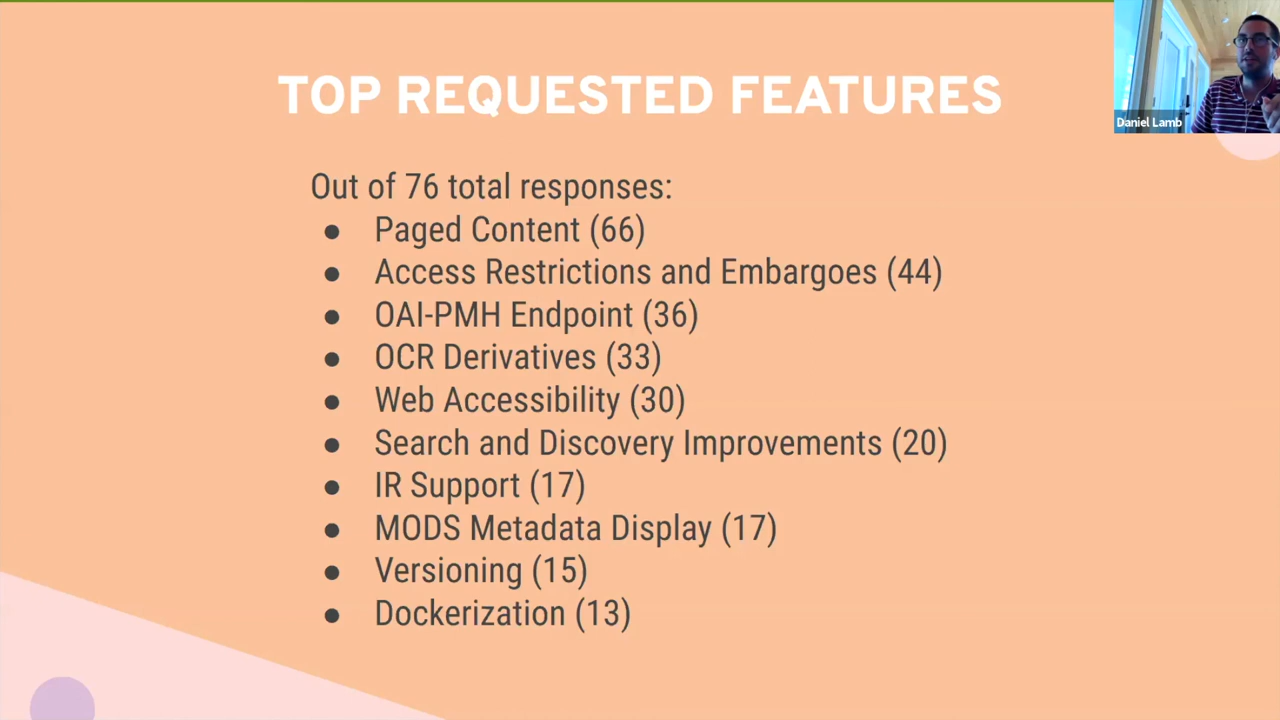 TOP REQUESTED FEATURES
Daniel Lamb
Out of 76 total responses:
● Paged Content (66)
● Access Restrictions and Embargoes (44)
● OAI-PMH Endpoint (36)
● OCR Derivatives (33)
● Web Accessibility (30)
● Search and Discovery Improvements (20)
● IR Support (17)
● MODS Metadata Display (17)
● Versioning (15)
● Dockerization (13)